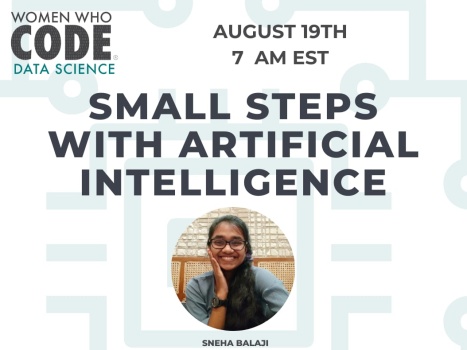 WOMEN WHO
CODE®
DATA SCIENCE
AUGUST 19TH
7 AM EST
SMALL STEPS
WITH ARTIFICIAL
INTELLIGENCE
SNEHA BALAJI